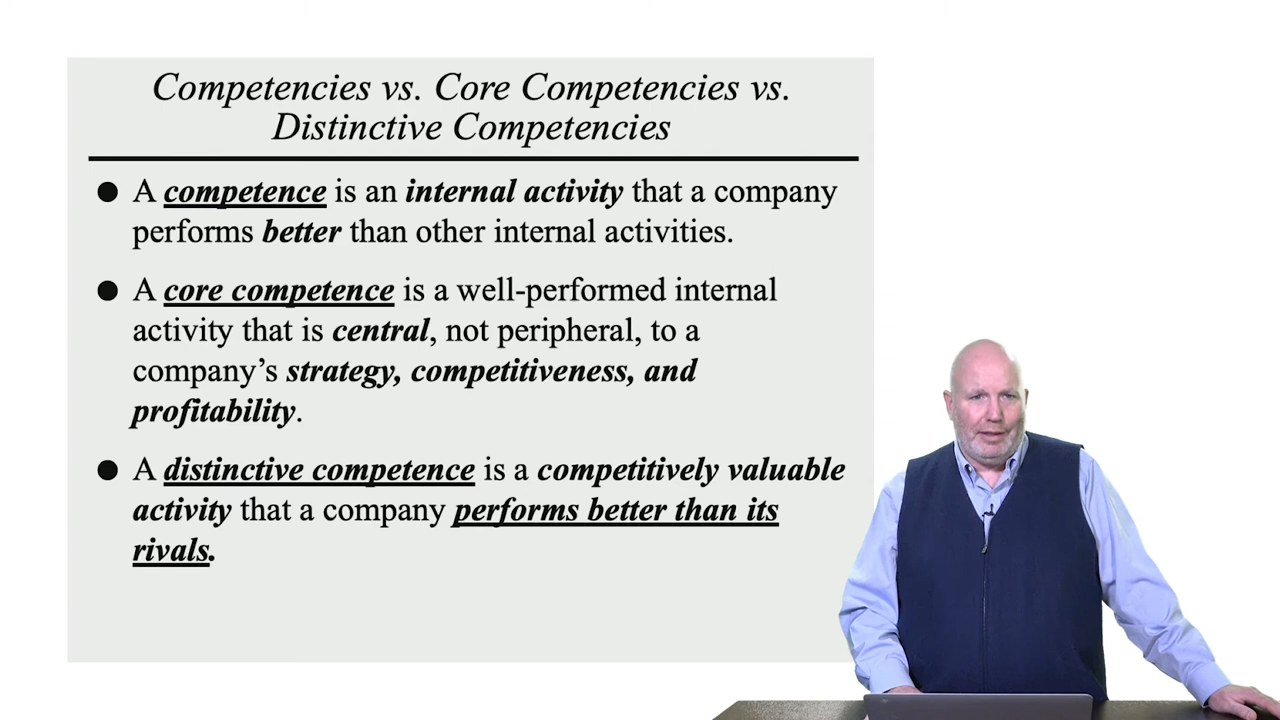 Competencies vs. Core Competencies vs.
Distinctive Competencies
● A competence is an internal activity that a company
performs better than other internal activities.
● A core competence is a well-performed internal
activity that is central, not peripheral, to a
company’s strategy, competitiveness, and
profitability.
● A distinctive competence is a competitively valuable
activity that a company performs better than its
rivals.